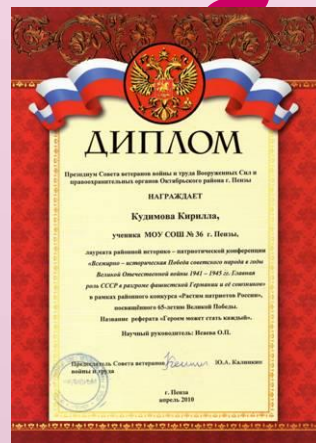 ДИПЛОМ
Президиум Совета ветеранов войны и труда Вооруженных Сил и
правоохранительных органов Октябрьского района г. Пензы
НАГРАЖДАЕТ
Кудимова Кирилла,
ученика МОУ СОШ № 36 г. Пензы,
лауреата районной историко – патриотической конференции
«Всемирно – историческая Победа советского народа в годы
Великой Отечественной войны 1941 – 1945 гг. Главная
роль СССР в разгроме фашистской Германии и её союзников»
в рамках районного конкурса «Растим патриотов России»,
посвящённого 65-летию Великой Победы.
Название реферата «Героем может стать каждый».
Научный руководитель: О.П.
Председатель Совета ветеранов Ю.А. Калинкин
войны и труда
г. Пенза
апрель 2010